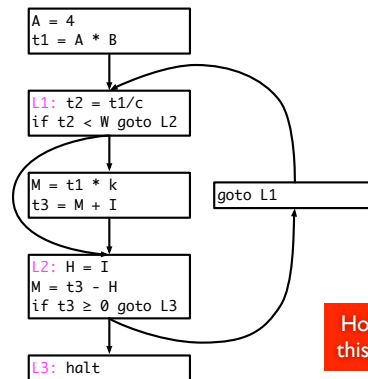 A = 4
t1 = A * B
L1: t2 = t1/c
if t2 < W goto L2
M = t1 * k
t3 = M + I
goto L1
L2: H = I
M = t3 - H
if t3 ≥ 0 goto L3
L3: halt
this